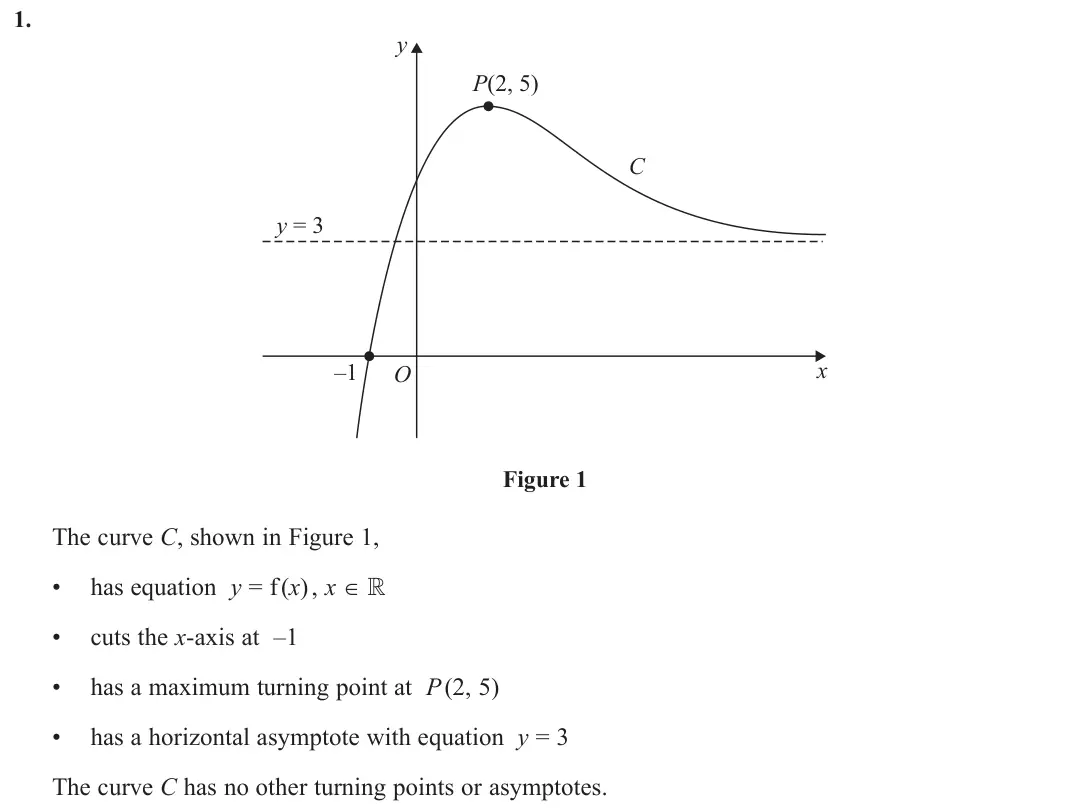 1.
y
P(2, 5)
C
y = 3
–1
O
x
Figure 1
The curve C, shown in Figure 1,
• has equation y = f(x), x ∈ ℝ
• cuts the x-axis at –1
• has a maximum turning point at P(2, 5)
• has a horizontal asymptote with equation y = 3
The curve C has no other turning points or asymptotes.